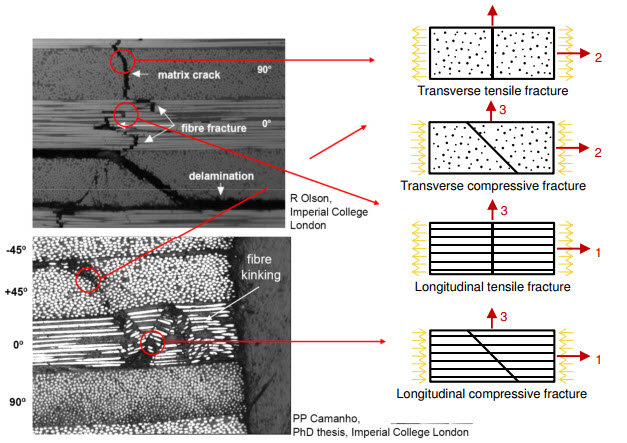 90°
matrix crack
fibre fracture
0°
delamination
R Olson,
Imperial College
London
-45°
+45°
0°
90°
fibre
kinking
PP Camanho,
PhD thesis, Imperial College London
2
Transverse tensile fracture
3
2
Transverse compressive fracture
3
1
Longitudinal tensile fracture
3
1
Longitudinal compressive fracture